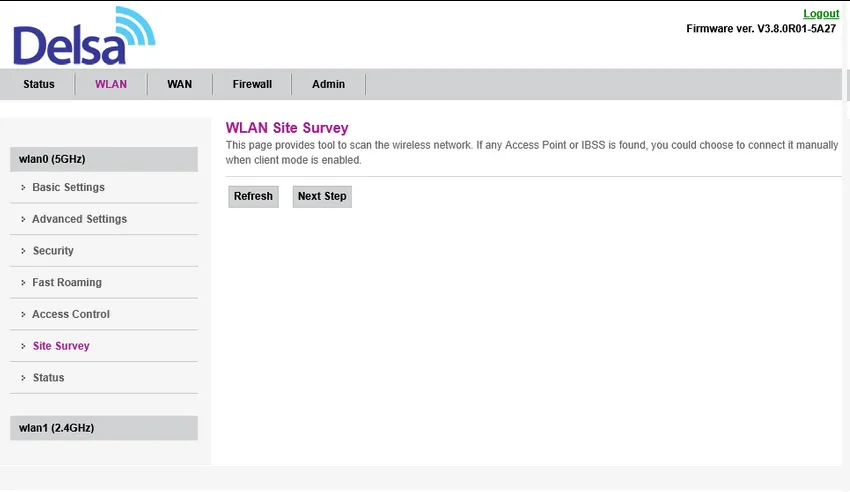 Delsa
Logout
Firmware ver. V3.8.0R01-5A27
Status WLAN WAN Firewall Admin
wlan0 (5GHz)
Basic Settings
Advanced Settings
Security
Fast Roaming
Access Control
Site Survey
Status
wlan1 (2.4GHz)
WLAN Site Survey
This page provides tool to scan the wireless network. If any Access Point or IBSS is found, you could choose to connect it manually
when client mode is enabled.
Refresh Next Step